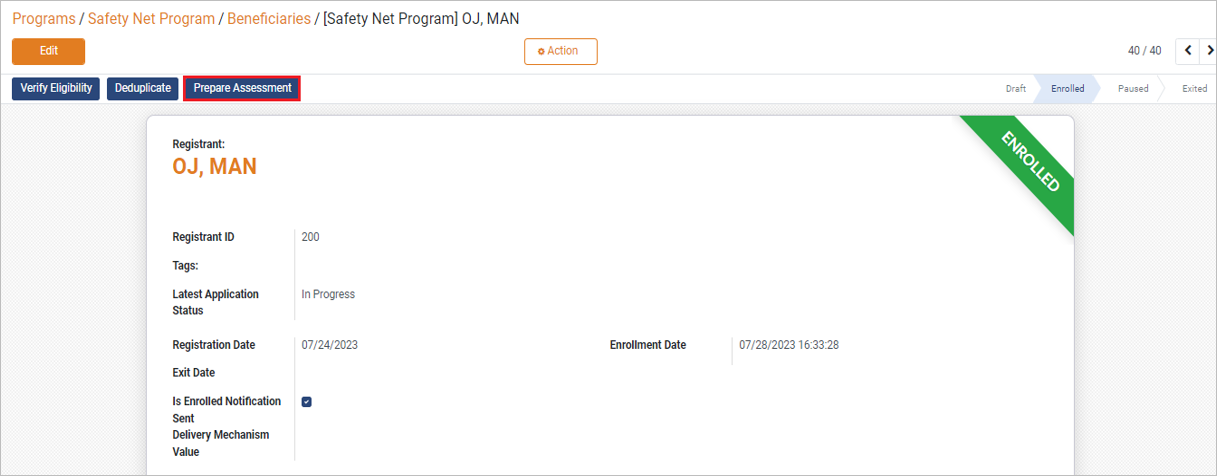 Programs / Safety Net Program / Beneficiaries / [Safety Net Program] OJ, MAN
Edit
Action
40 / 40
Verify Eligibility
Deduplicate
Prepare Assessment
Draft
Enrolled
Paused
Exited
ENROLLED
Registrant:
OJ, MAN
Registrant ID 200
Tags:
Latest Application In Progress
Status
Registration Date 07/24/2023 Enrollment Date 07/28/2023 16:33:28
Exit Date
Is Enrolled Notification
Sent
Delivery Mechanism
Value